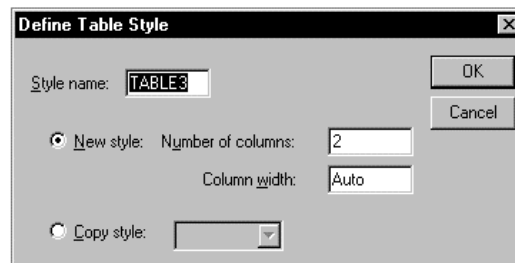 Define Table Style
Style name: TABLE3
OK
Cancel
New style: Number of columns: 2
Column width: Auto
Copy style: